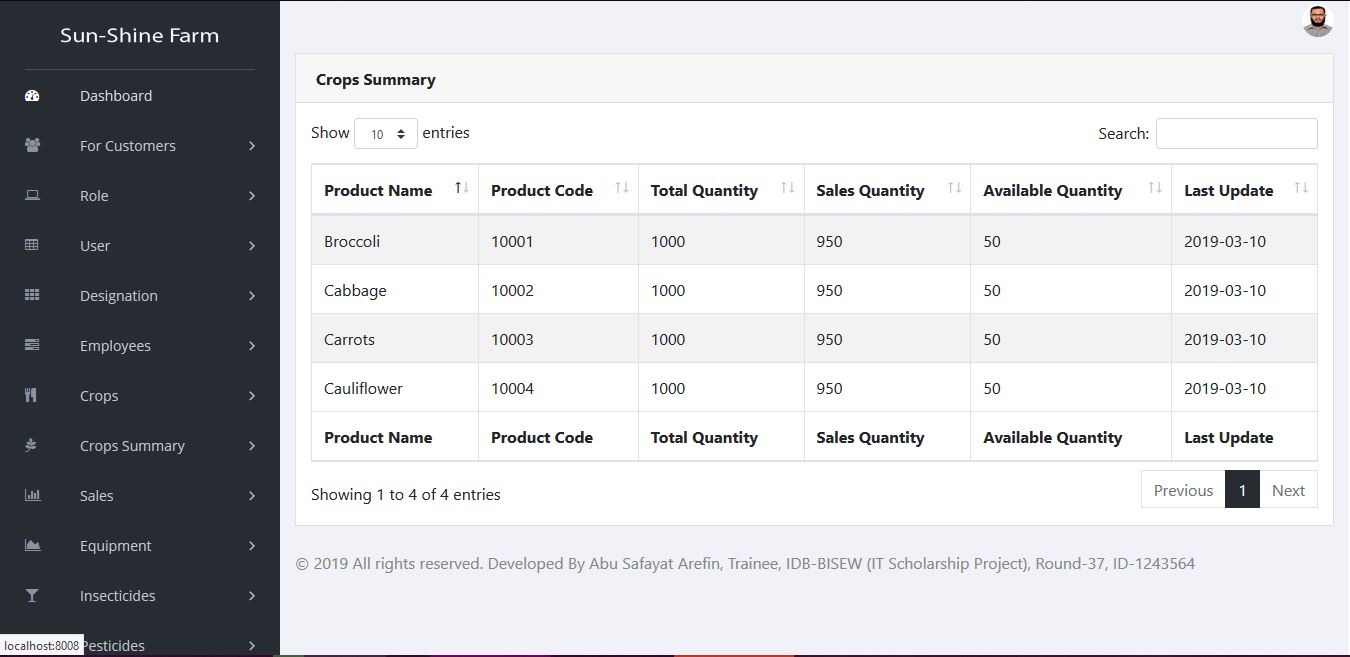 Sun-Shine Farm
Dashboard
For Customers
Role
User
Designation
Employees
Crops
Crops Summary
Sales
Equipment
Insecticides
Pesticides
localhost:8008
Crops Summary
Show 10 entries Search:
Product Name Product Code Total Quantity Sales Quantity Available Quantity Last Update
Broccoli 10001 1000 950 50 2019-03-10
Cabbage 10002 1000 950 50 2019-03-10
Carrots 10003 1000 950 50 2019-03-10
Cauliflower 10004 1000 950 50 2019-03-10
Product Name Product Code Total Quantity Sales Quantity Available Quantity Last Update
Showing 1 to 4 of 4 entries Previous 1 Next
© 2019 All rights reserved. Developed By Abu Safayat Arefin, Trainee, IDB-BISEW (IT Scholarship Project), Round-37, ID-1243564